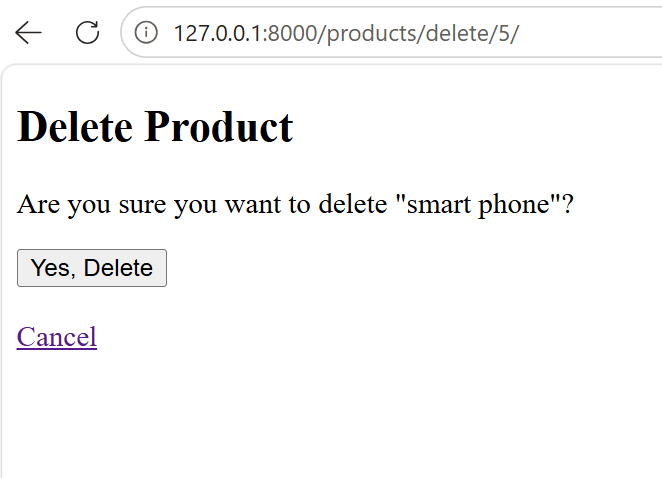 127.0.0.1:8000/products/delete/5/
Delete Product
Are you sure you want to delete "smart phone"?
Yes, Delete
Cancel